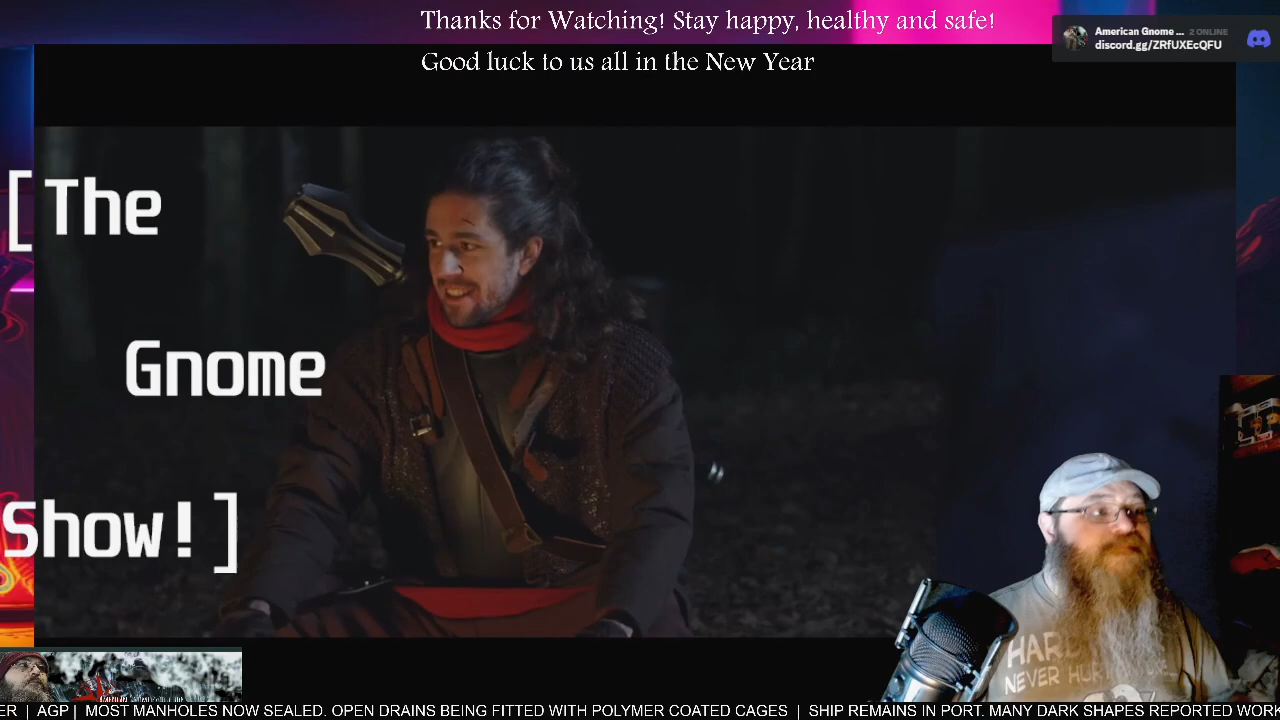 Thanks for Watching! Stay happy, healthy and safe!
Good luck to us all in the New Year
American Gnome ... 2 ONLINE
discord.gg/ZRfUXEcQFU
[The
Gnome
Show!]
HARD
NEVER
ER | AGP | MOST MANHOLES NOW SEALED. OPEN DRAINS BEING FITTED WITH POLYMER COATED CAGES | SHIP REMAINS IN PORT. MANY DARK SHAPES REPORTED WORK